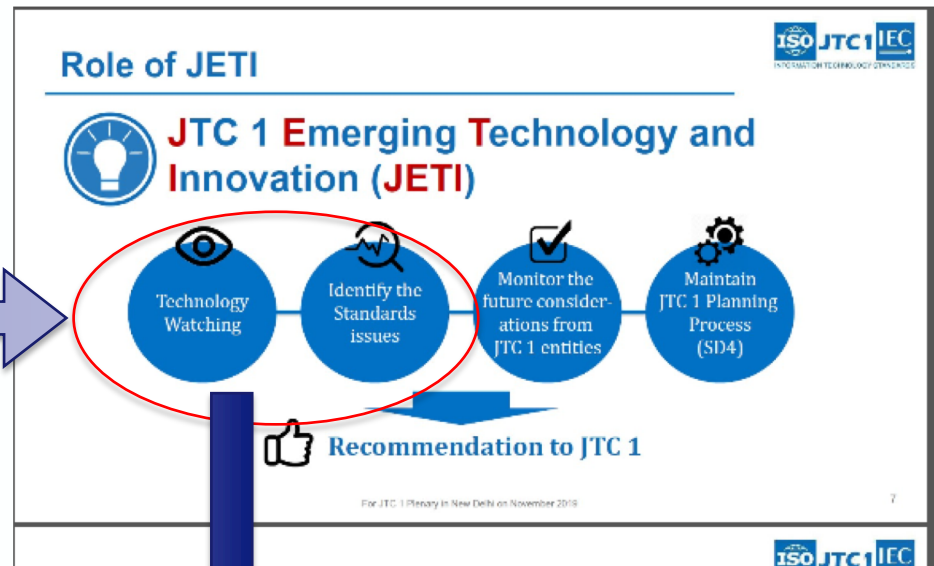 ISO JTC 1 IEC
INFORMATION TECHNOLOGY STANDARDS
Role of JETI
JTC 1 Emerging Technology and
Innovation (JETI)
Technology
Watching
Identify the
Standards
issues
Monitor the
future consider-
ations from
JTC 1 entities
Maintain
JTC 1 Planning
Process
(SD4)
Recommendation to JTC 1
For JTC 1 Plenary in New Delhi on November 2019
7
ISO JTC 1 IEC